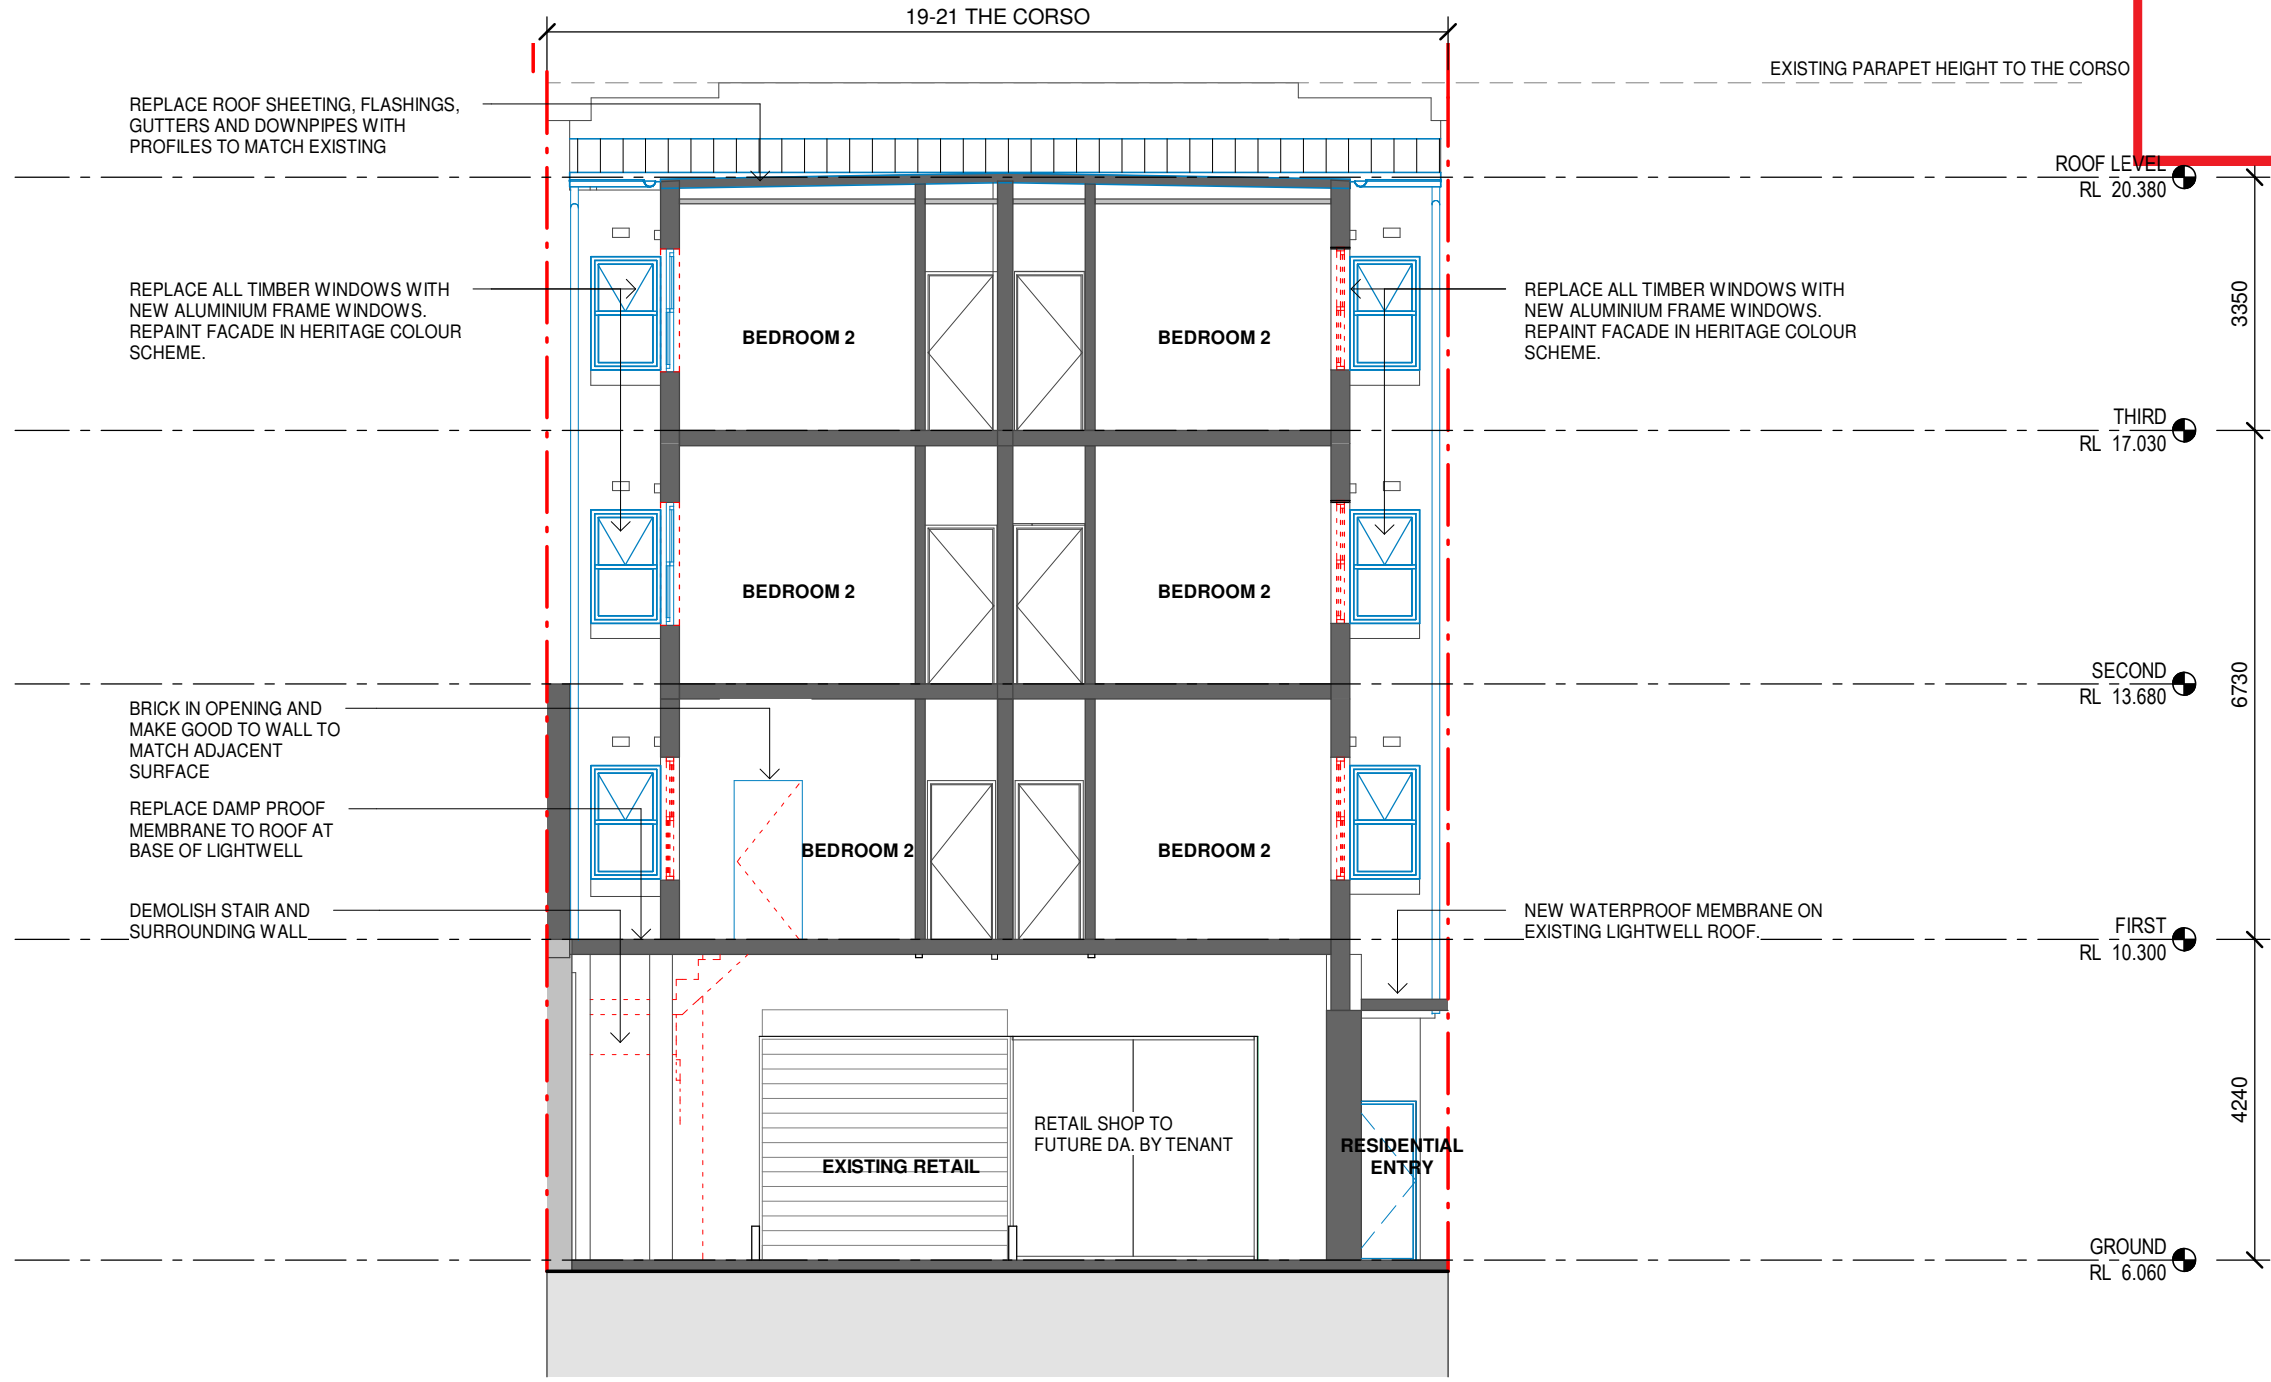 19-21 THE CORSO
EXISTING PARAPET HEIGHT TO THE CORSO
REPLACE ROOF SHEETING, FLASHINGS,
GUTTERS AND DOWNPIPES WITH
PROFILES TO MATCH EXISTING
ROOF LEVEL
RL 20.380
REPLACE ALL TIMBER WINDOWS WITH
NEW ALUMINIUM FRAME WINDOWS.
REPAINT FACADE IN HERITAGE COLOUR
SCHEME.
BEDROOM 2
BEDROOM 2
REPLACE ALL TIMBER WINDOWS WITH
NEW ALUMINIUM FRAME WINDOWS.
REPAINT FACADE IN HERITAGE COLOUR
SCHEME.
3350
THIRD
RL 17.030
BEDROOM 2
BEDROOM 2
SECOND
RL 13.680
6730
BRICK IN OPENING AND
MAKE GOOD TO WALL TO
MATCH ADJACENT
SURFACE
REPLACE DAMP PROOF
MEMBRANE TO ROOF AT
BASE OF LIGHTWELL
BEDROOM 2
BEDROOM 2
DEMOLISH STAIR AND
SURROUNDING WALL
NEW WATERPROOF MEMBRANE ON
EXISTING LIGHTWELL ROOF.
FIRST
RL 10.300
4240
RETAIL SHOP TO
FUTURE DA. BY TENANT
EXISTING RETAIL
RESIDENTIAL
ENTRY
GROUND
RL 6.060